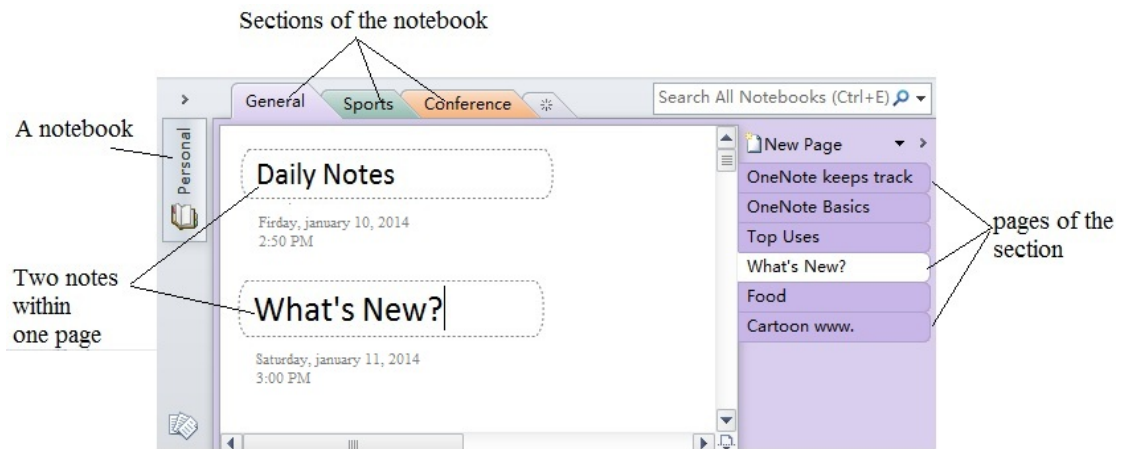 Sections of the notebook
General Sports Conference
Search All Notebooks (Ctrl+E)
A notebook
Personal
New Page
Daily Notes
OneNote keeps track
Firday, january 10, 2014
2:50 PM
OneNote Basics
Top Uses
pages of the
section
Two notes
within
one page
What's New?
What's New?
Food
Cartoon www.
Saturday, january 11, 2014
3:00 PM